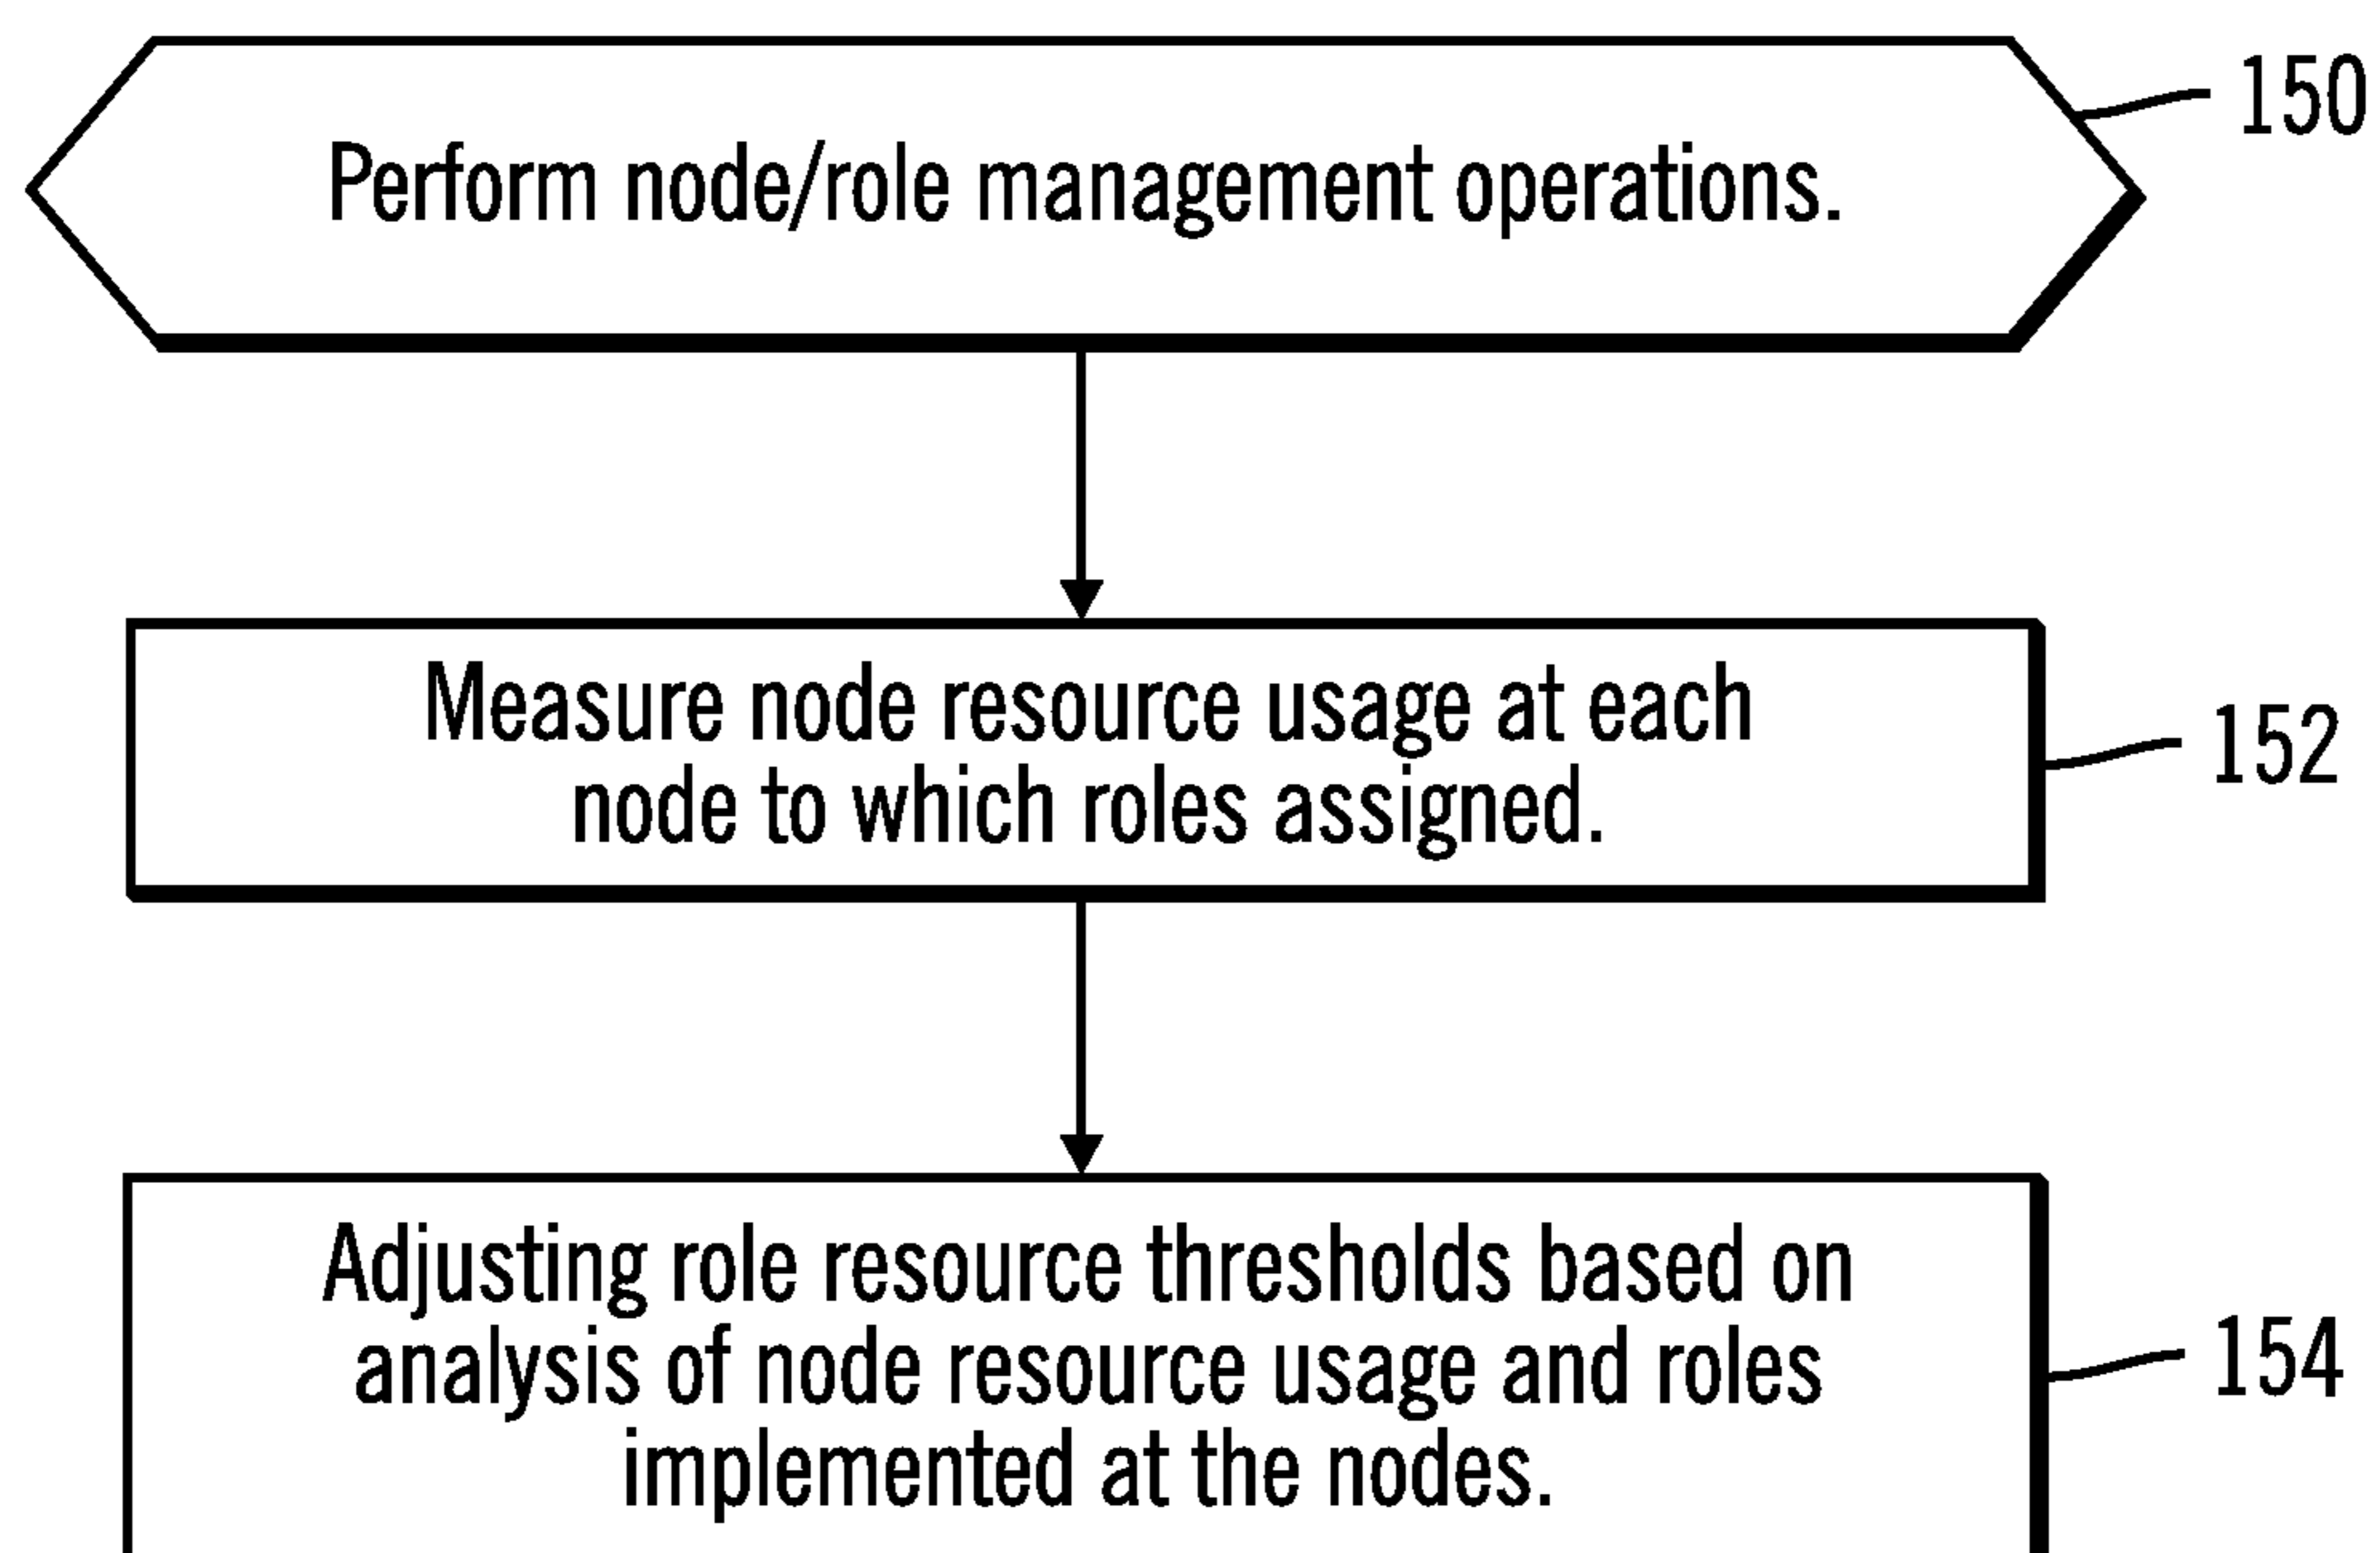 Perform node/role management operations.
150
Measure node resource usage at each
node to which roles assigned.
152
Adjusting role resource thresholds based on
analysis of node resource usage and roles
implemented at the nodes.
154